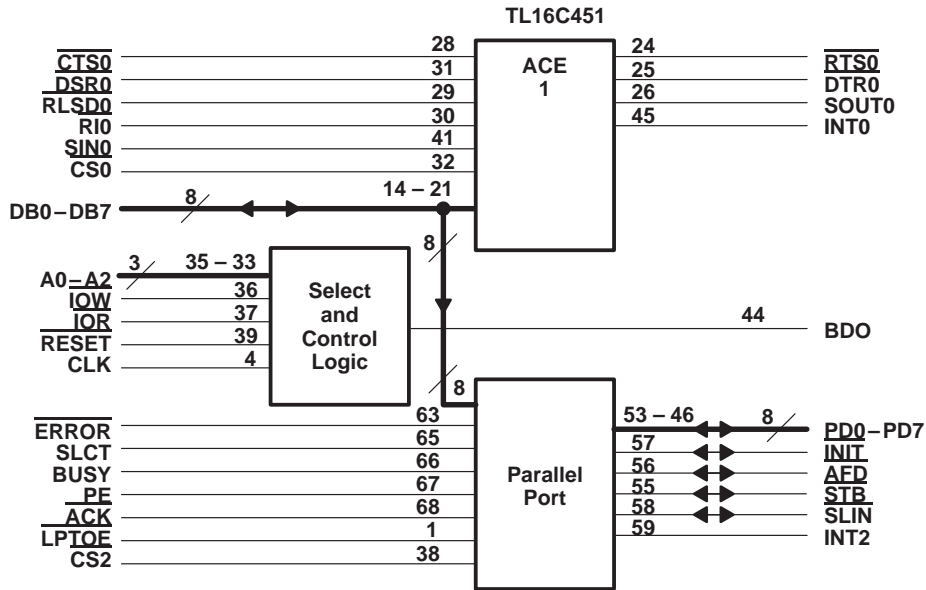 TL16C451
CTS0 28 ACE 24 RTS0
DSR0 31 1 25 DTR0
RLSD0 29 26 SOUT0
RI0 30 45 INT0
SIN0 41
CS0 32
DB0–DB7 8 14 – 21
8
A0–A2 3 35 – 33
IOW 36 Select
IOR 37 and 44 BDO
RESET 39 Control
CLK 4 Logic
8
ERROR 63 53 – 46 8 PD0–PD7
SLCT 65 57 INIT
BUSY 66 Parallel 56 AFD
PE 67 Port 55 STB
ACK 68 58 SLIN
LPTOE 1 59 INT2
CS2 38